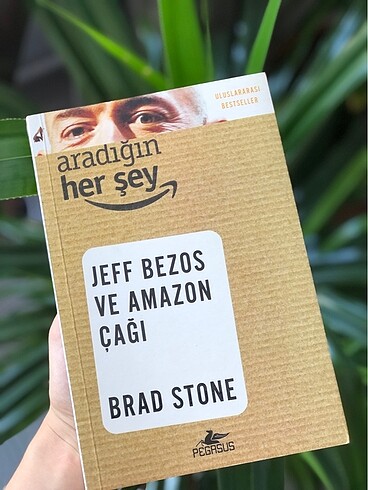 ULUSLARARASI
BESTSELLER
aradığın
her şey
JEFF BEZOS
VE AMAZON
ÇAĞI
BRAD STONE
PEGASUS